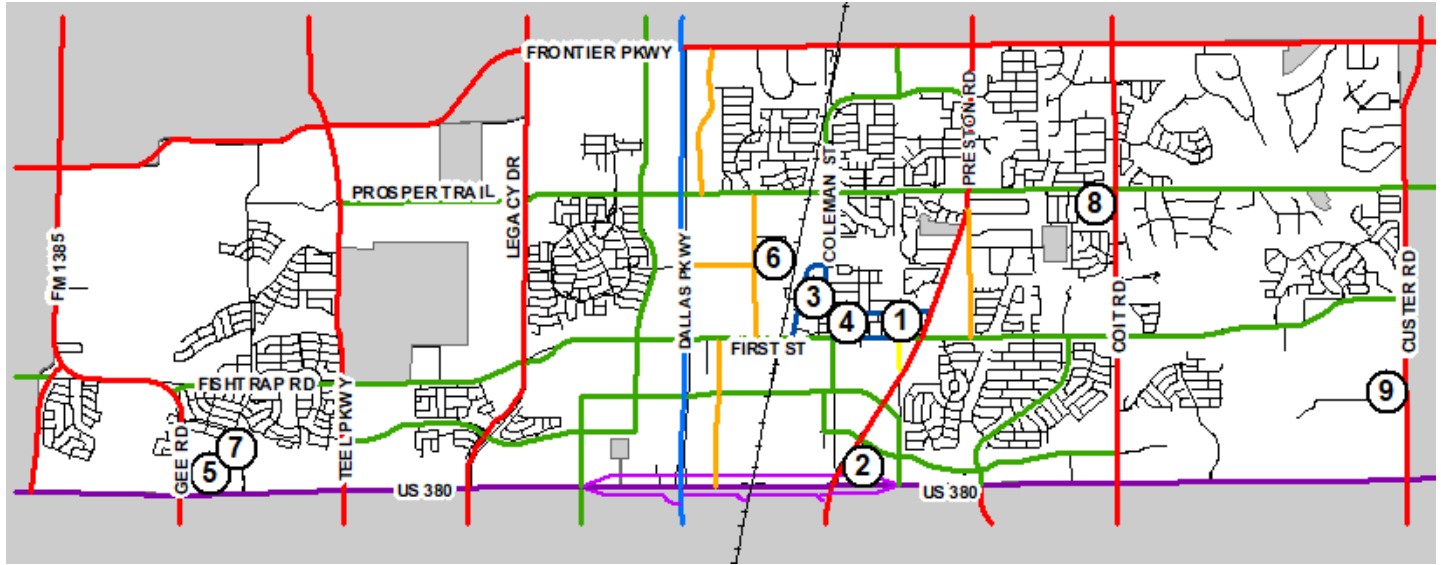 FRONTIER PKWY
PRESTON RD
COLEMAN ST
PROSPER TRAIL
LEGACY DR
8
FM 1385
6
DALLAS PKWY
3
4
1
COIT RD
CUSTER RD
FIRST ST
FISHTRAP RD
9
TEEL PKWY
GEE RD
7
5
2
US 380
US 380